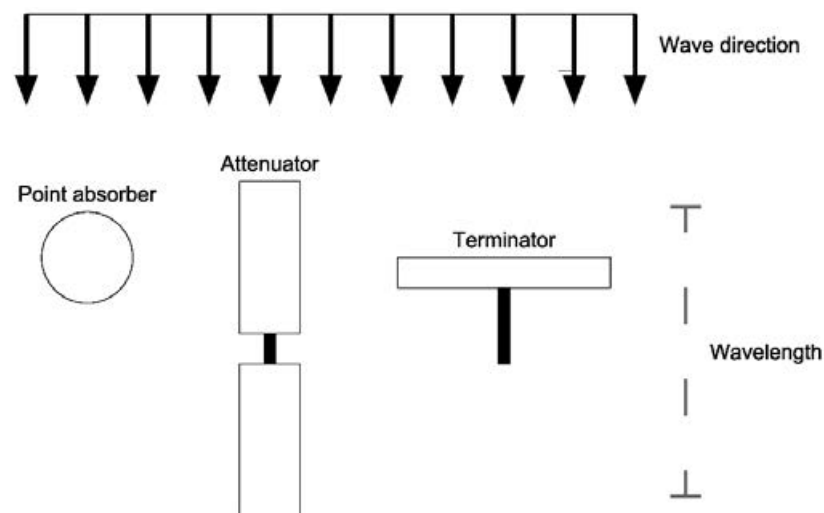 Wave direction
Attenuator
Point absorber
Terminator
Wavelength